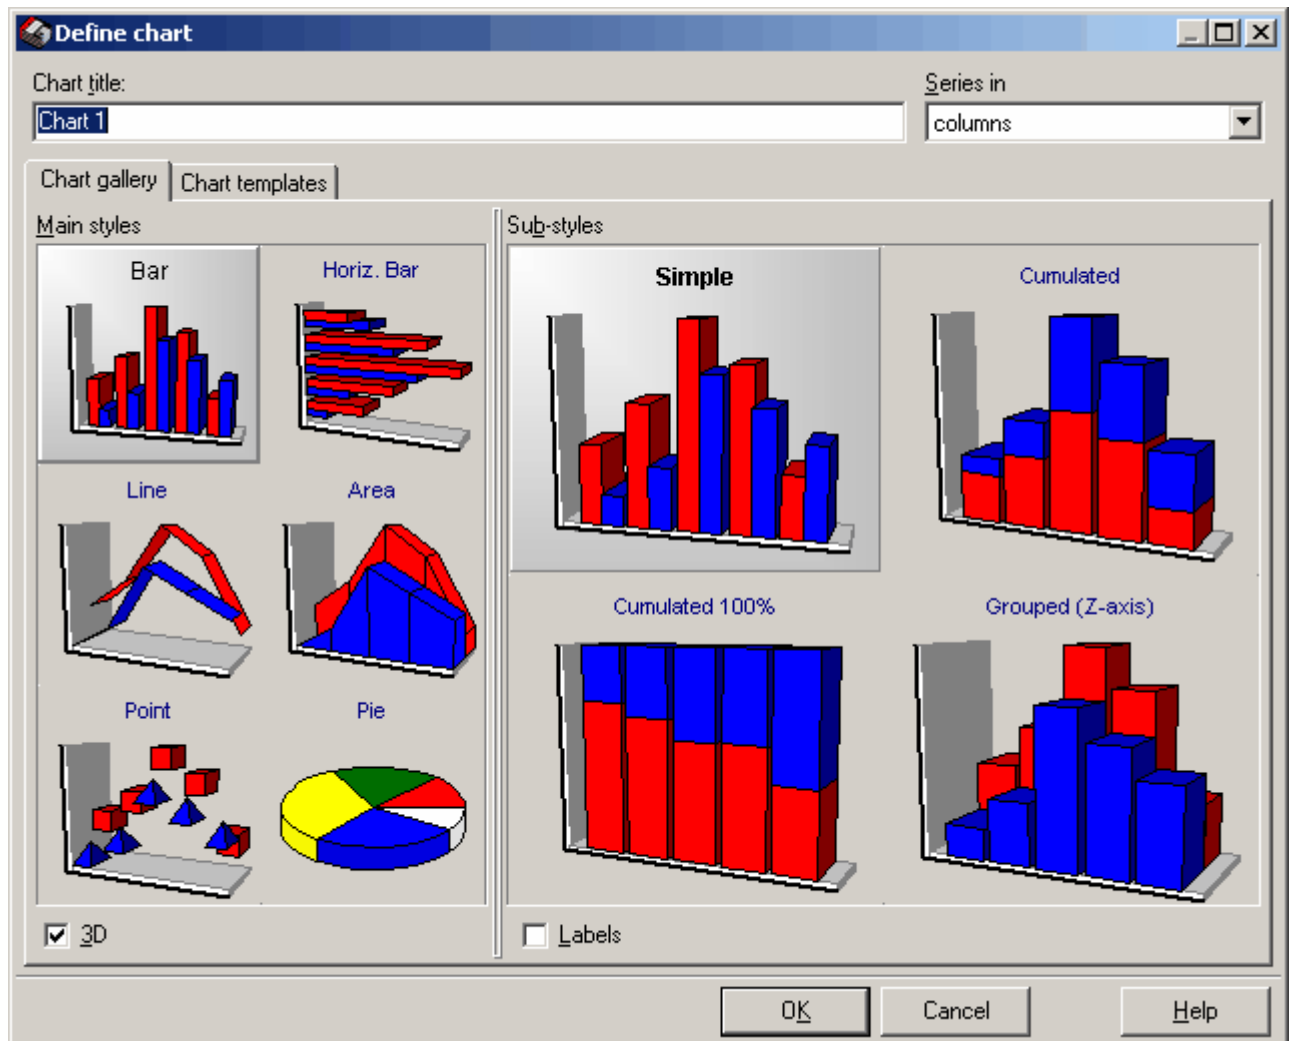 Define chart
Chart title:
Series in
Chart 1
columns
Chart gallery
Chart templates
Main styles
Sub-styles
Bar
Horiz. Bar
Simple
Cumulated
Line
Area
Cumulated 100%
Grouped (Z-axis)
Point
Pie
3D
Labels
OK
Cancel
Help